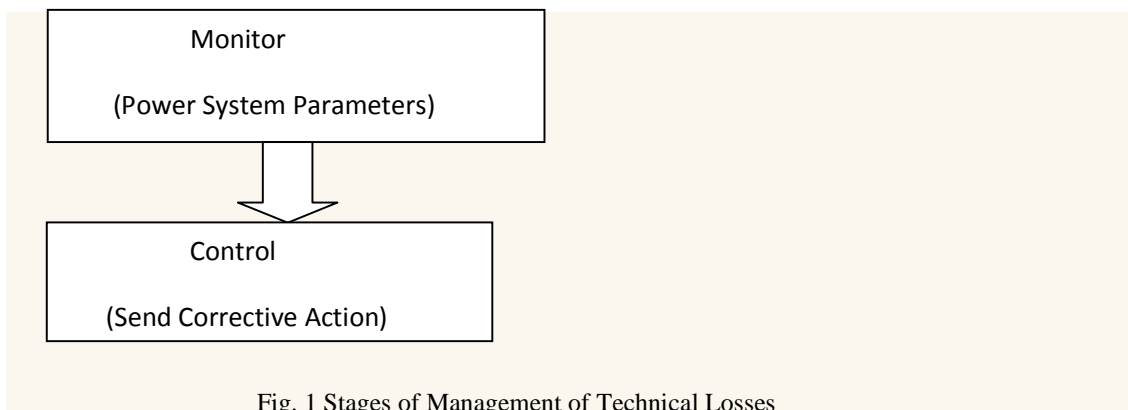 Monitor
(Power System Parameters)
Control
(Send Corrective Action)
Fig. 1 Stages of Management of Technical Losses